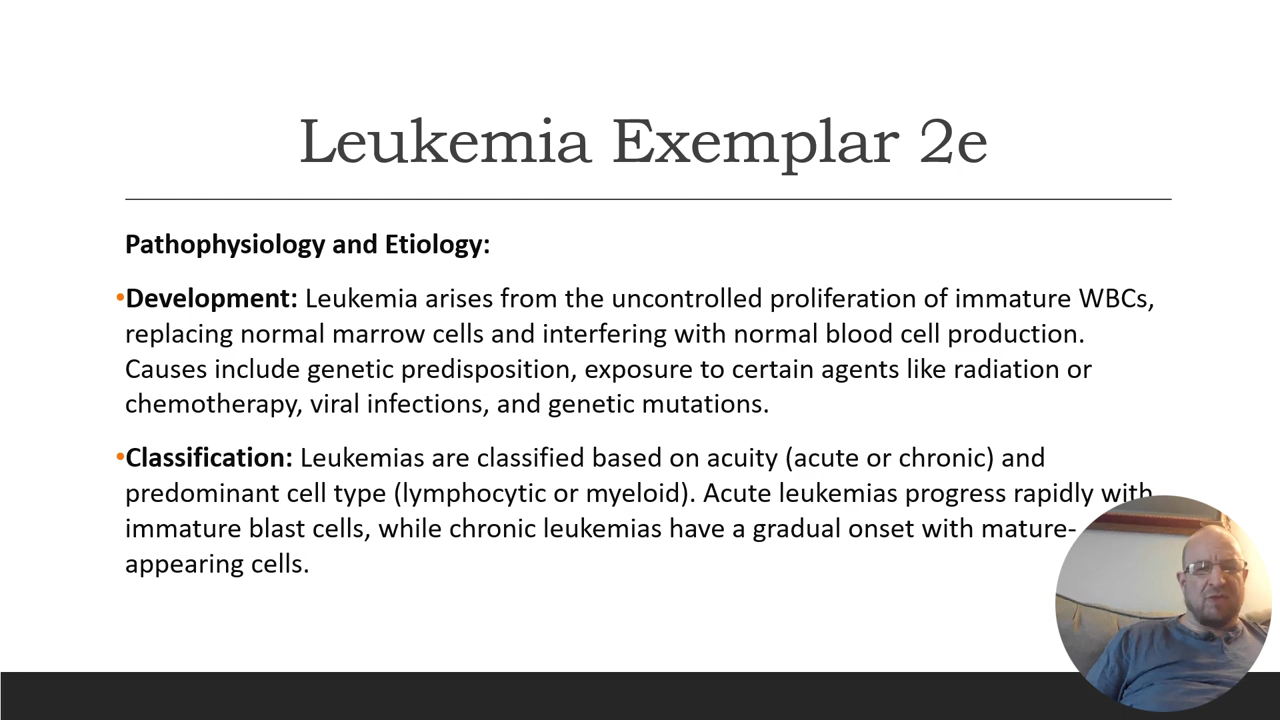 Leukemia Exemplar 2e
Pathophysiology and Etiology:
•Development: Leukemia arises from the uncontrolled proliferation of immature WBCs,
replacing normal marrow cells and interfering with normal blood cell production.
Causes include genetic predisposition, exposure to certain agents like radiation or
chemotherapy, viral infections, and genetic mutations.
•Classification: Leukemias are classified based on acuity (acute or chronic) and
predominant cell type (lymphocytic or myeloid). Acute leukemias progress rapidly with
immature blast cells, while chronic leukemias have a gradual onset with mature-
appearing cells.